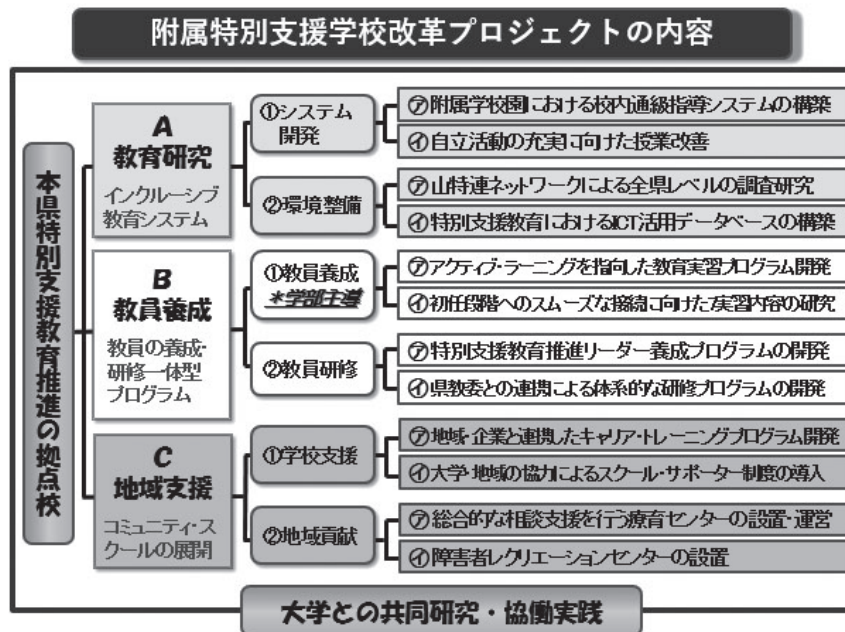 附属特別支援学校改革プロジェクトの内容
本県特別支援教育推進の拠点校
A
教育研究
インクルーシブ
教育システム
①システム
開発
㋐附属学校園における校内通級指導システムの構築
㋑自立活動の充実に向けた授業改善
②環境整備
㋐山特連ネットワークによる全県レベルの調査研究
㋑特別支援教育におけるICT活用データベースの構築
B
教員養成
教員の養成・
研修一体型
プログラム
①教員養成
*学部主導
㋐アクティブ・ラーニングを指向した教育実習プログラム開発
㋑初任段階へのスムーズな接続に向けた実習内容の研究
②教員研修
㋐特別支援教育推進リーダー養成プログラムの開発
㋑県教委との連携による体系的な研修プログラムの開発
C
地域支援
コミュニティ・ス
クールの展開
①学校支援
㋐地域・企業と連携したキャリア・トレーニングプログラム開発
㋑大学・地域の協力によるスクール・サポーター制度の導入
②地域貢献
㋐総合的な相談支援を行う療育センターの設置・運営
㋑障害者レクリエーションセンターの設置
大学との共同研究・協働実践